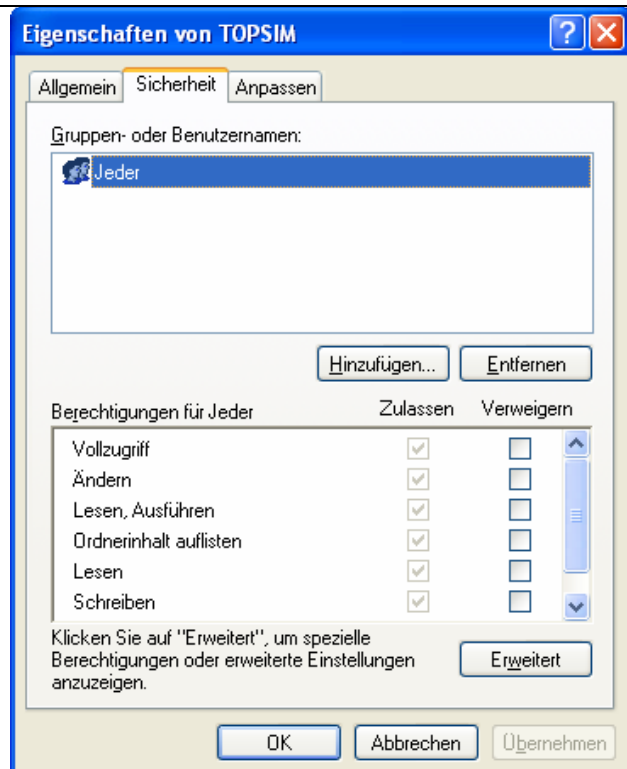 Eigenschaften von TOPSIM
Allgemein Sicherheit Anpassen
Gruppen- oder Benutzernamen:
Jeder
Hinzufügen... Entfernen
Berechtigungen für Jeder Zulassen Verweigern
Vollzugriff
Ändern
Lesen, Ausführen
Ordnerinhalt auflisten
Lesen
Schreiben
Klicken Sie auf "Erweitert", um spezielle
Berechtigungen oder erweiterte Einstellungen
anzuzeigen.
Erweitert
OK Abbrechen Übernehmen